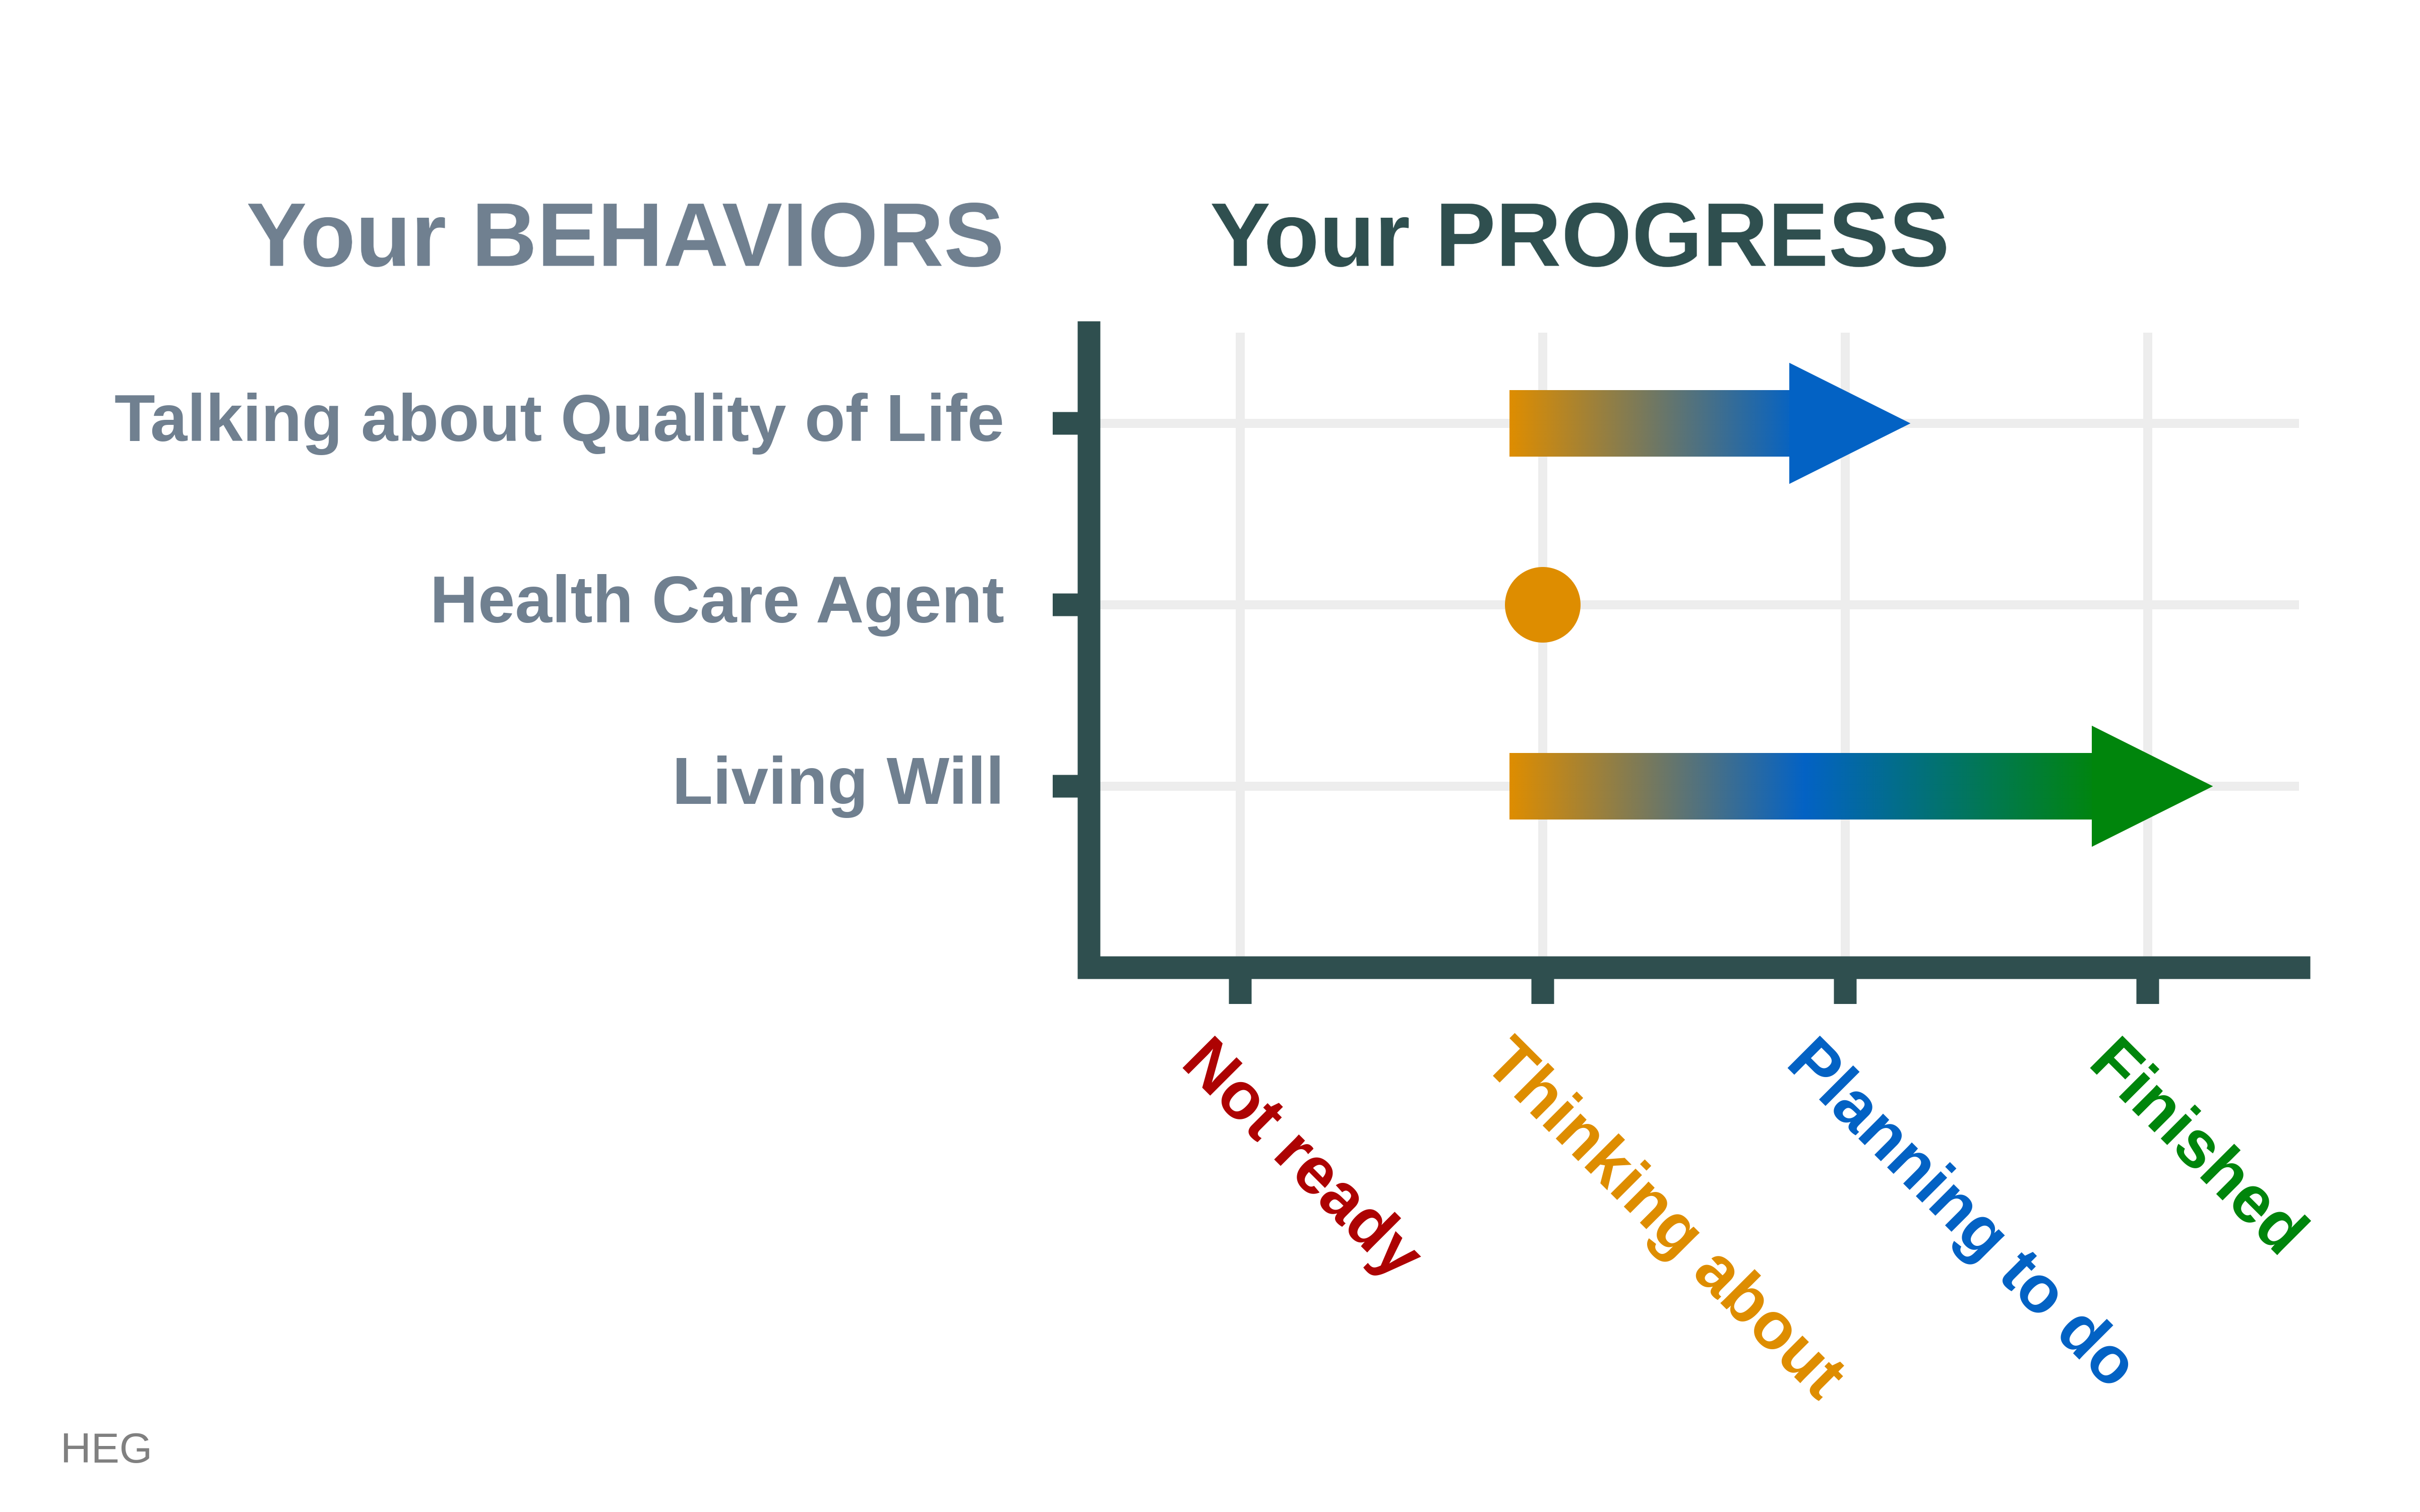 Your BEHAVIORS
Your PROGRESS
Talking about Quality of Life
Health Care Agent
Living Will
Not ready
Thinking about
Planning to do
Finished
HEG